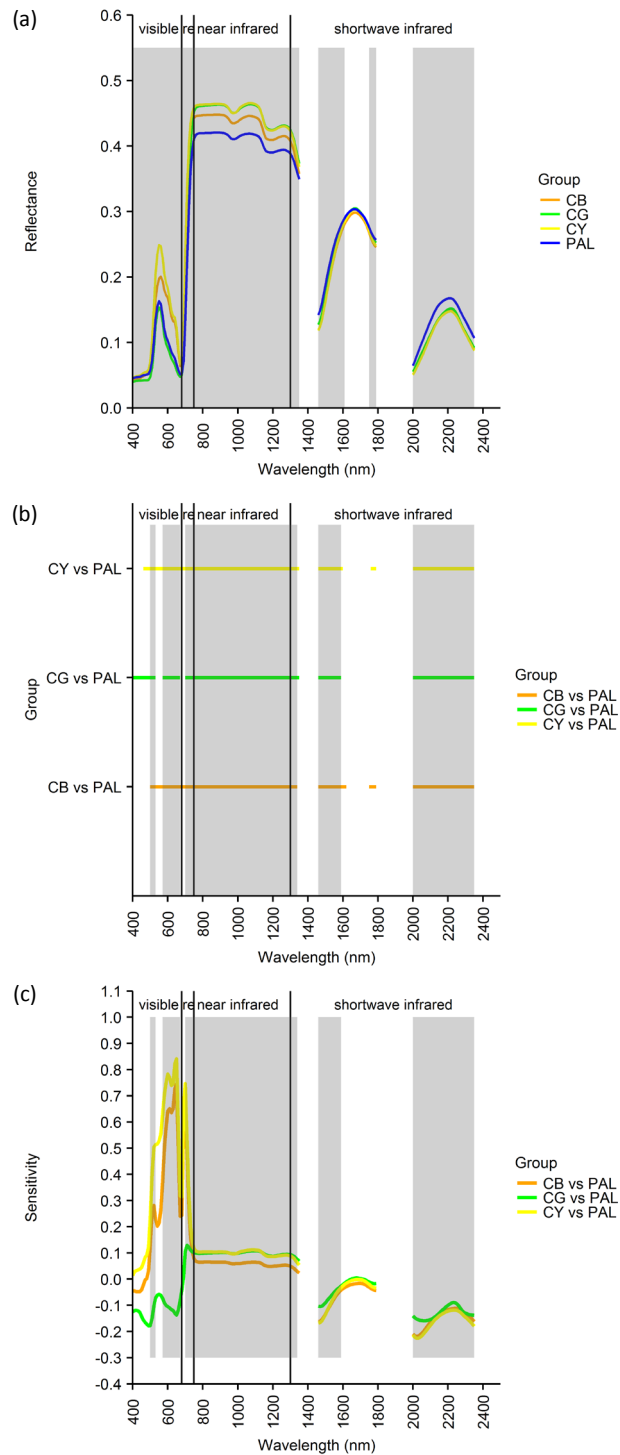 (a)
visible re near infrared shortwave infrared
0.6
0.5
0.4
0.3
0.2
0.1
0.0
Reflectance
400 600 800 1000 1200 1400 1600 1800 2000 2200 2400
Wavelength (nm)
Group
CB
CG
CY
PAL
(b)
visible re near infrared shortwave infrared
CY vs PAL
CG vs PAL
CB vs PAL
Group
400 600 800 1000 1200 1400 1600 1800 2000 2200 2400
Wavelength (nm)
Group
CB vs PAL
CG vs PAL
CY vs PAL
(c)
visible re near infrared shortwave infrared
1.1
1.0
0.9
0.8
0.7
0.6
0.5
0.4
0.3
0.2
0.1
0.0
-0.1
-0.2
-0.3
-0.4
Sensitivity
400 600 800 1000 1200 1400 1600 1800 2000 2200 2400
Wavelength (nm)
Group
CB vs PAL
CG vs PAL
CY vs PAL